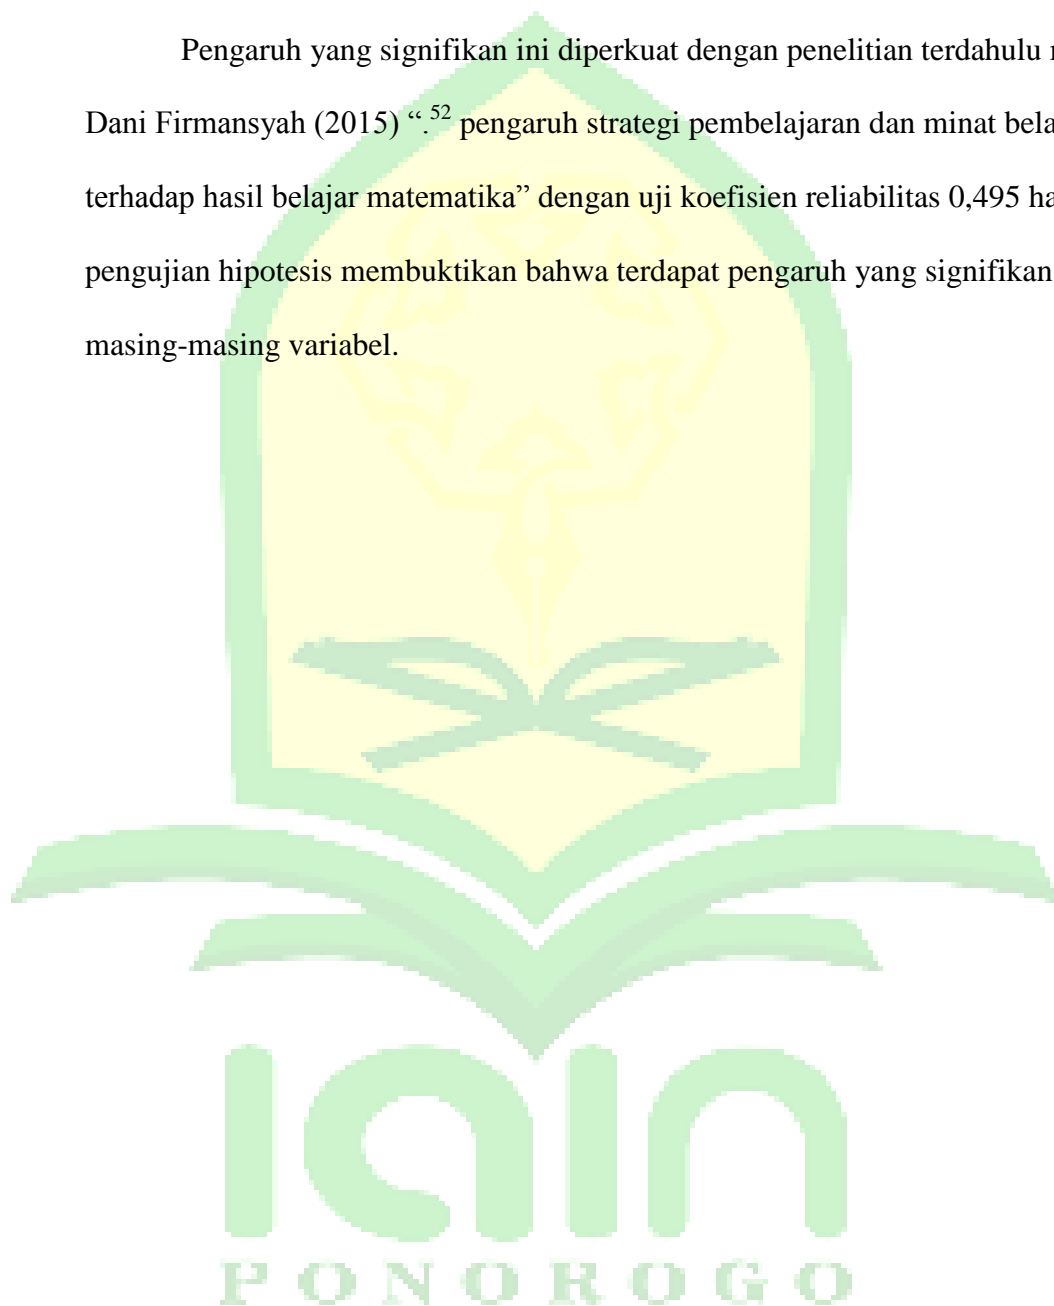 Pengaruh yang signifikan ini diperkuat dengan penelitian terdahulu
Dani Firmansyah (2015) “.52 pengaruh strategi pembelajaran dan minat
terhadap hasil belajar matematika” dengan uji koefisien reliabilitas 0,495
pengujian hipotesis membuktikan bahwa terdapat pengaruh yang signifikan
masing-masing variabel.
iain
PONOROGO